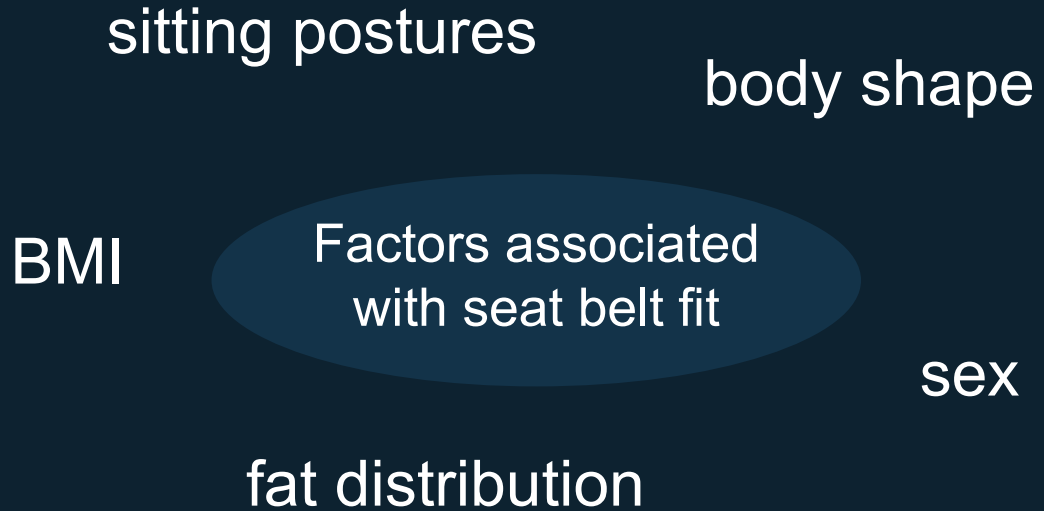 sitting postures
body shape
BMI
Factors associated
with seat belt fit
sex
fat distribution